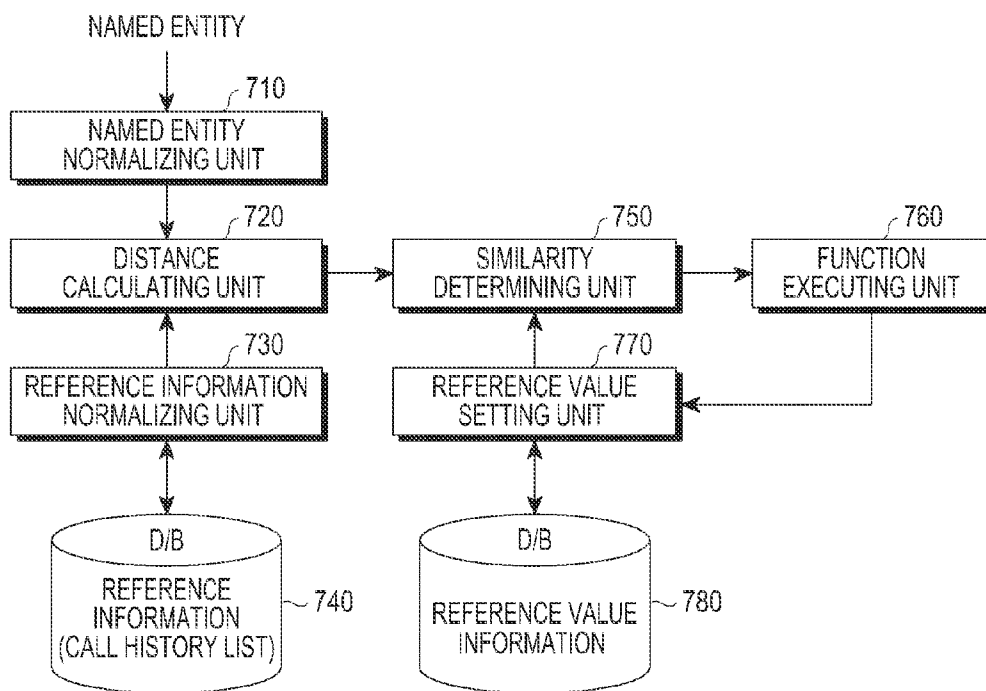 NAMED ENTITY
710
NAMED ENTITY
NORMALIZING UNIT
720
DISTANCE
CALCULATING UNIT
750
SIMILARITY
DETERMINING UNIT
760
FUNCTION
EXECUTING UNIT
730
REFERENCE INFORMATION
NORMALIZING UNIT
770
REFERENCE VALUE
SETTING UNIT
D/B
REFERENCE
INFORMATION
(CALL HISTORY LIST)
740
D/B
REFERENCE VALUE
INFORMATION
780